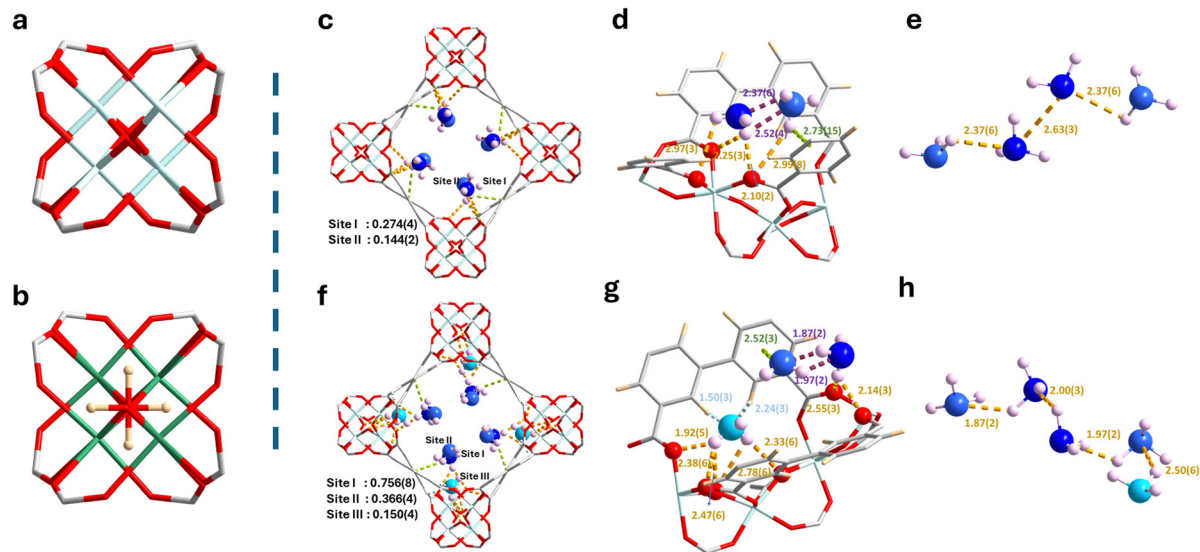 a
c
d
e
Site II
Site I
Site I : 0.274(4)
Site II : 0.144(2)
2.37(6)
2.52(4)
2.73(15)
2.97(3)
2.25(3)
2.99(8)
2.10(2)
2.37(6)
2.63(3)
2.37(6)
b
f
g
h
Site II
Site I
Site III
Site I : 0.756(8)
Site II : 0.366(4)
Site III : 0.150(4)
2.52(3)
1.87(2)
1.97(2)
2.14(3)
1.50(3)
2.24(3)
2.55(3)
1.92(5)
2.33(6)
2.38(6)
2.78(6)
2.47(6)
2.00(3)
1.87(2)
1.97(2)
2.50(6)